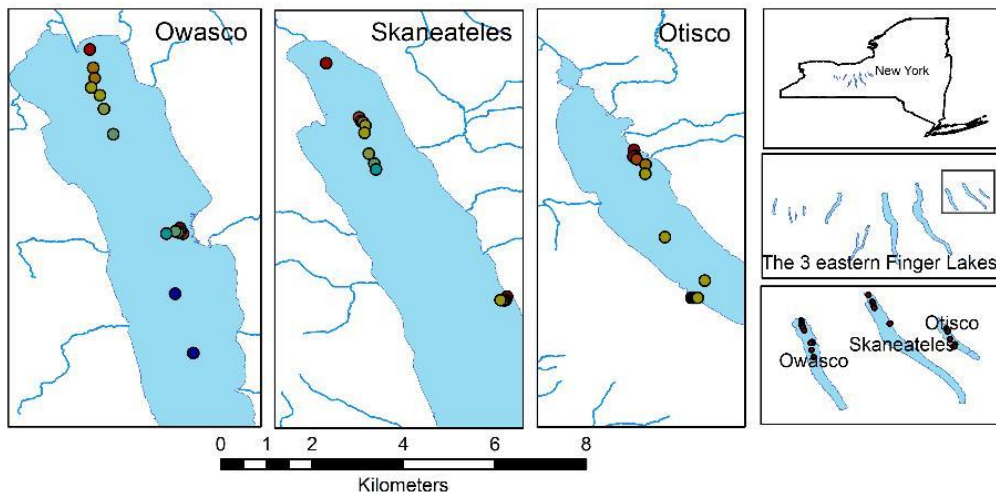 Owasco
Skaneateles
Otisco
New York
The 3 eastern Finger Lakes
Otisco
Skaneateles
Owasco
0 1 2 4 6 8
Kilometers